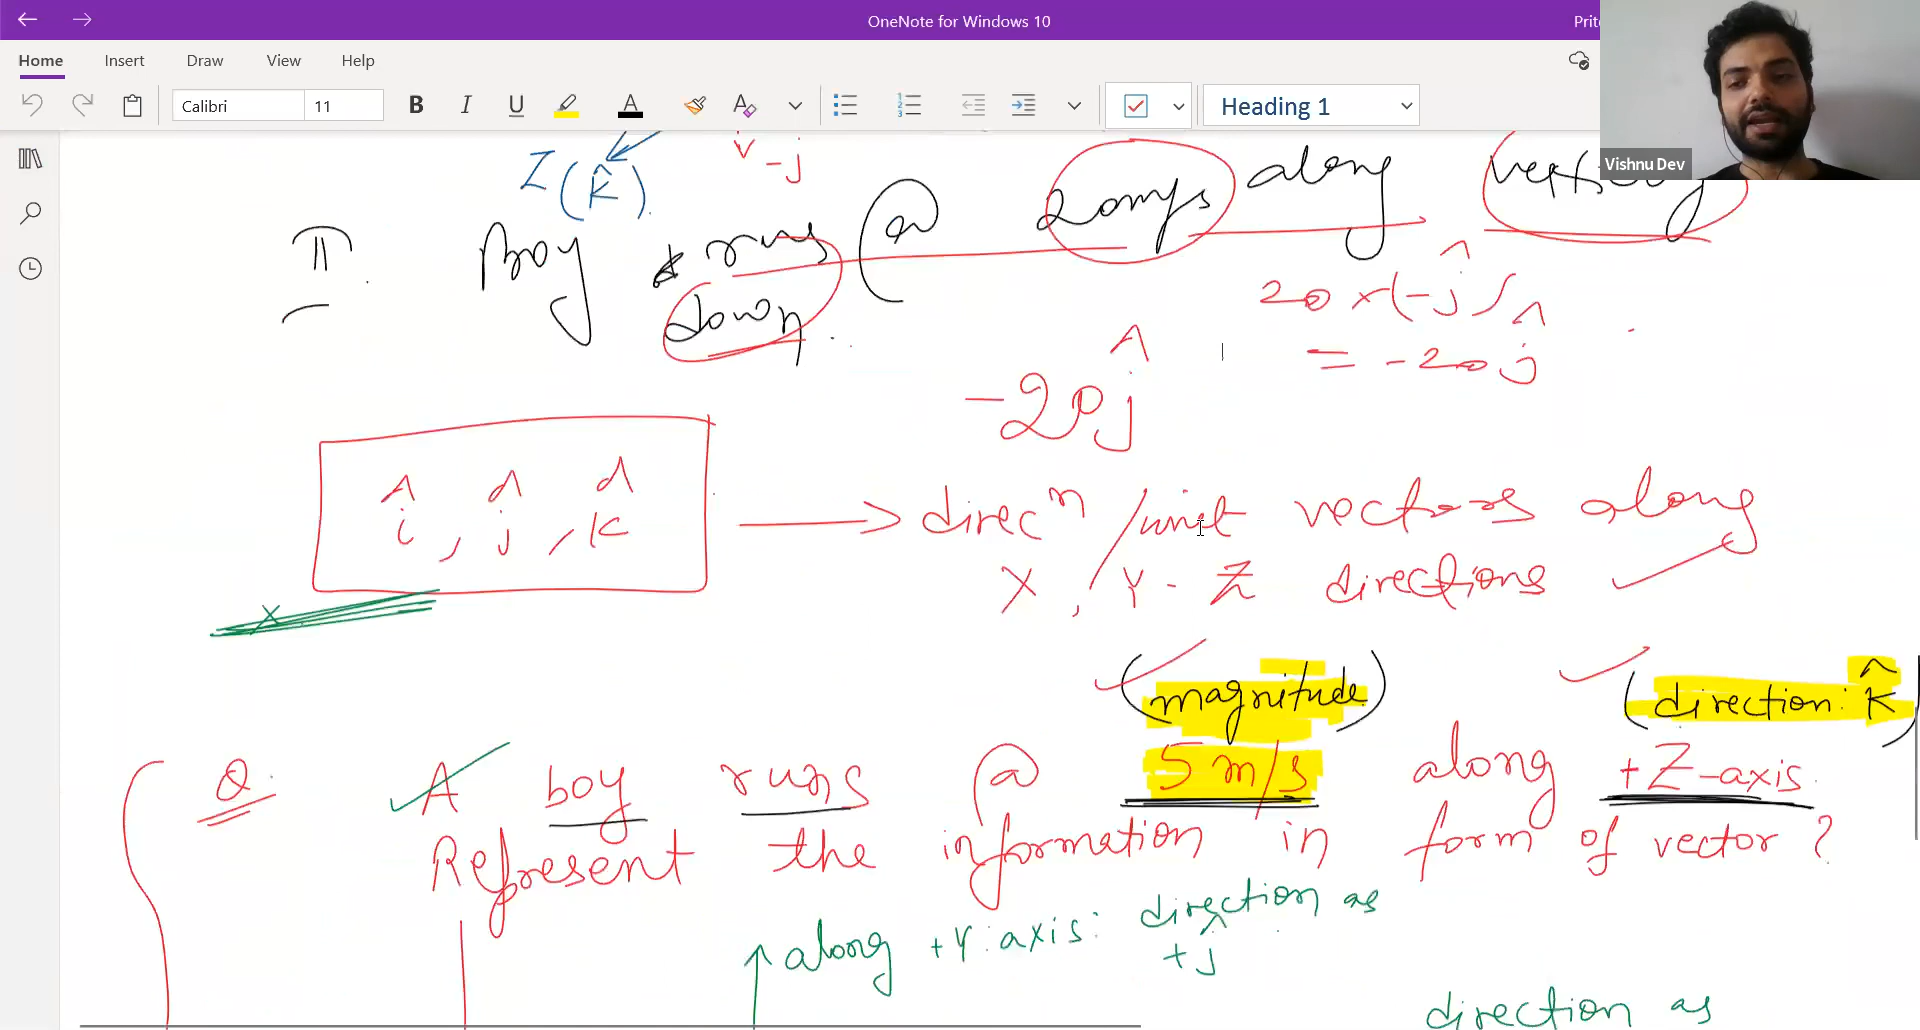 OneNote for Windows 10
Home Insert Draw View Help
Calibri 11 B I U A Heading 1
Vishnu Dev
Z (k̂) -j
II. Boy runs @ 20mps along vertically
down.
20 × (-ĵ)
= -20ĵ
-20ĵ
î, ĵ, k̂ → direcⁿ/unit vectors along
X, Y - Z directions
x
(magnitude) (direction: k̂)
Q. A boy runs @ 5 m/s along +Z-axis.
Represent the information in form of vector?
along +Y: axis: direction as
+ĵ
direction as